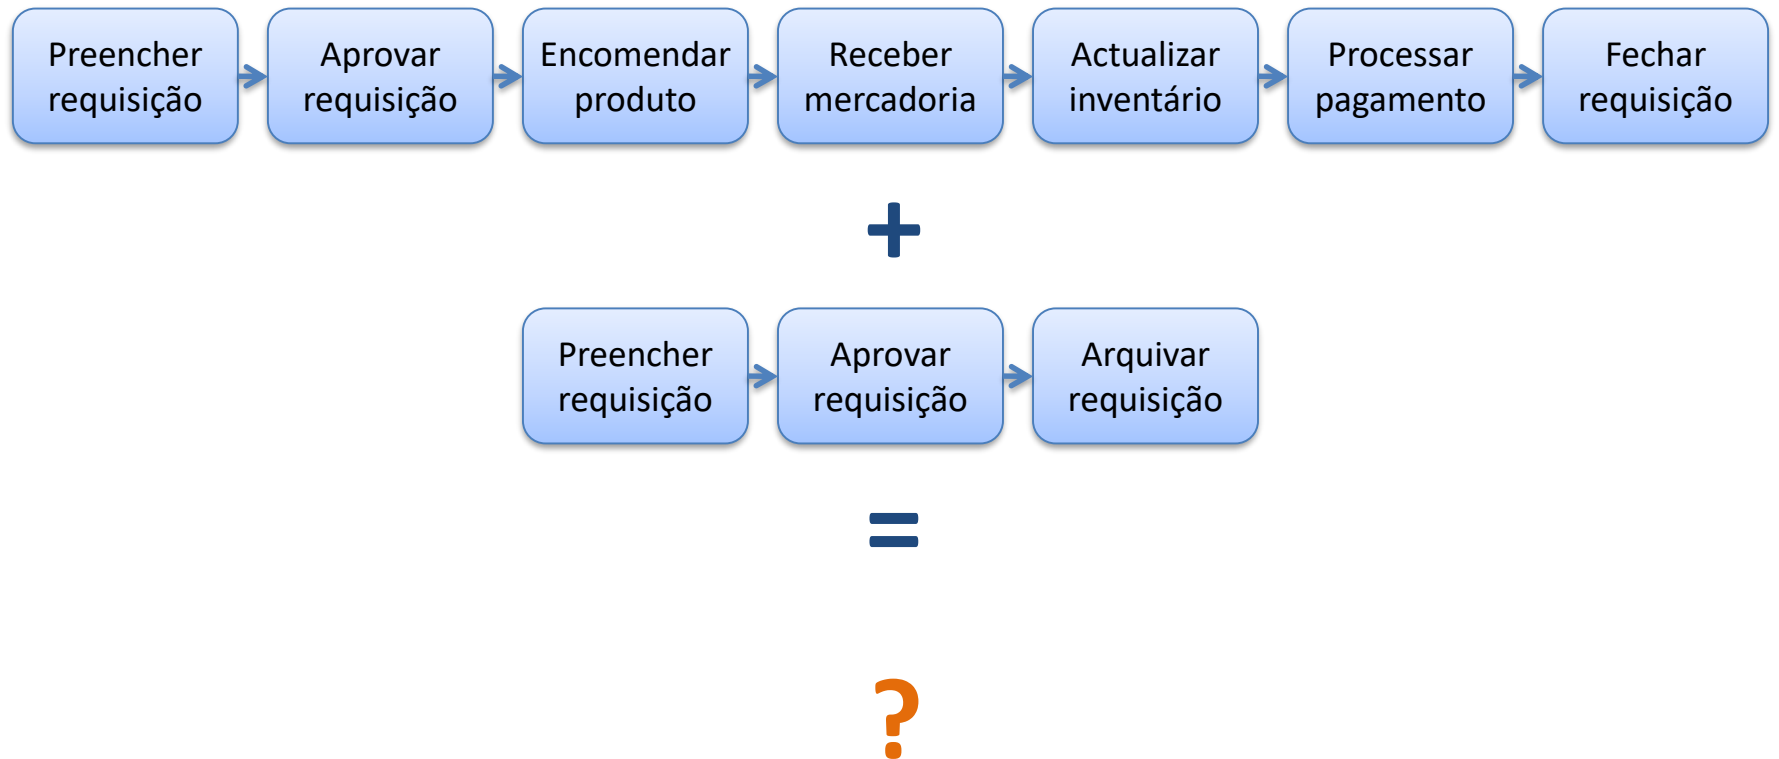 Preencher
requisição
Aprovar
requisição
Encomendar
produto
Receber
mercadoria
Actualizar
inventário
Processar
pagamento
Fechar
requisição
+
Preencher
requisição
Aprovar
requisição
Arquivar
requisição
=
?